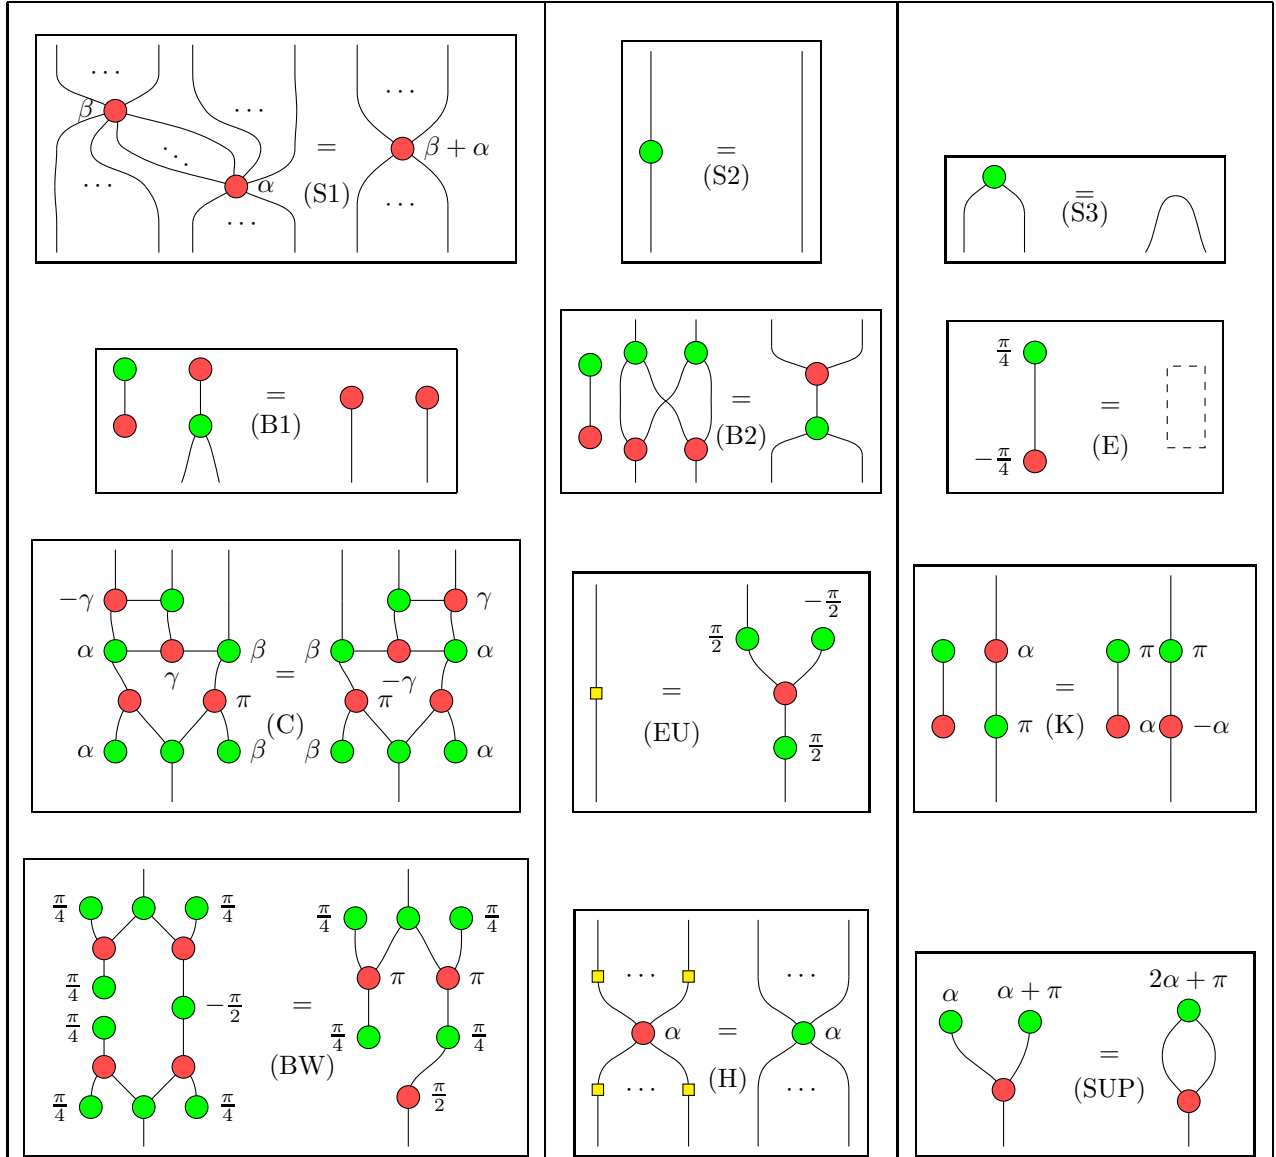 ... ... ...
β
... ⋱ = β + α
... α (S1) ...
...
=
(S2)
=
(S3)
=
(B1)
=
(B2)
π/4
=
(E)
−π/4
−γ γ
α β = β α
γ −γ
π (C) π
α β β α
π/2 −π/2
=
(EU)
π/2
α π π
=
π (K) α −α
π/4 π/4 π/4 π/4
π/4 π π
π/4 −π/2 = π/4 π/4
(BW)
π/4 π/4 π/2
... ...
α = α
... (H) ...
α α + π 2α + π
=
(SUP)